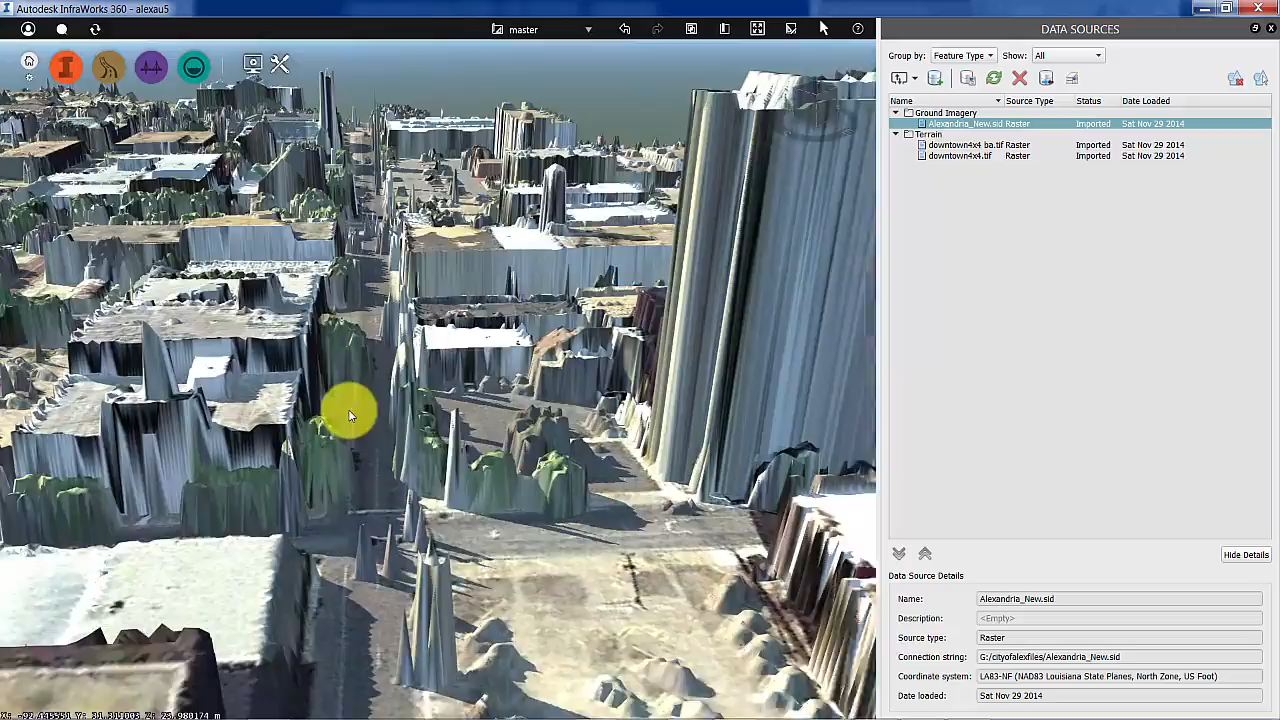 Autodesk InfraWorks 360 - alexau5
master
DATA SOURCES
Group by: Feature Type Show: All
Name Source Type Status Date Loaded
Ground Imagery
Alexandria_New.sid Raster Imported Sat Nov 29 2014
Terrain
downtown4x4 ba.tif Raster Imported Sat Nov 29 2014
downtown4x4.tif Raster Imported Sat Nov 29 2014
Hide Details
Data Source Details
Name: Alexandria_New.sid
Description: <Empty>
Source type: Raster
Connection string: G:/cityofalexfiles/Alexandria_New.sid
Coordinate system: LA83-NF (NAD83 Louisiana State Planes, North Zone, US Foot)
Date loaded: Sat Nov 29 2014